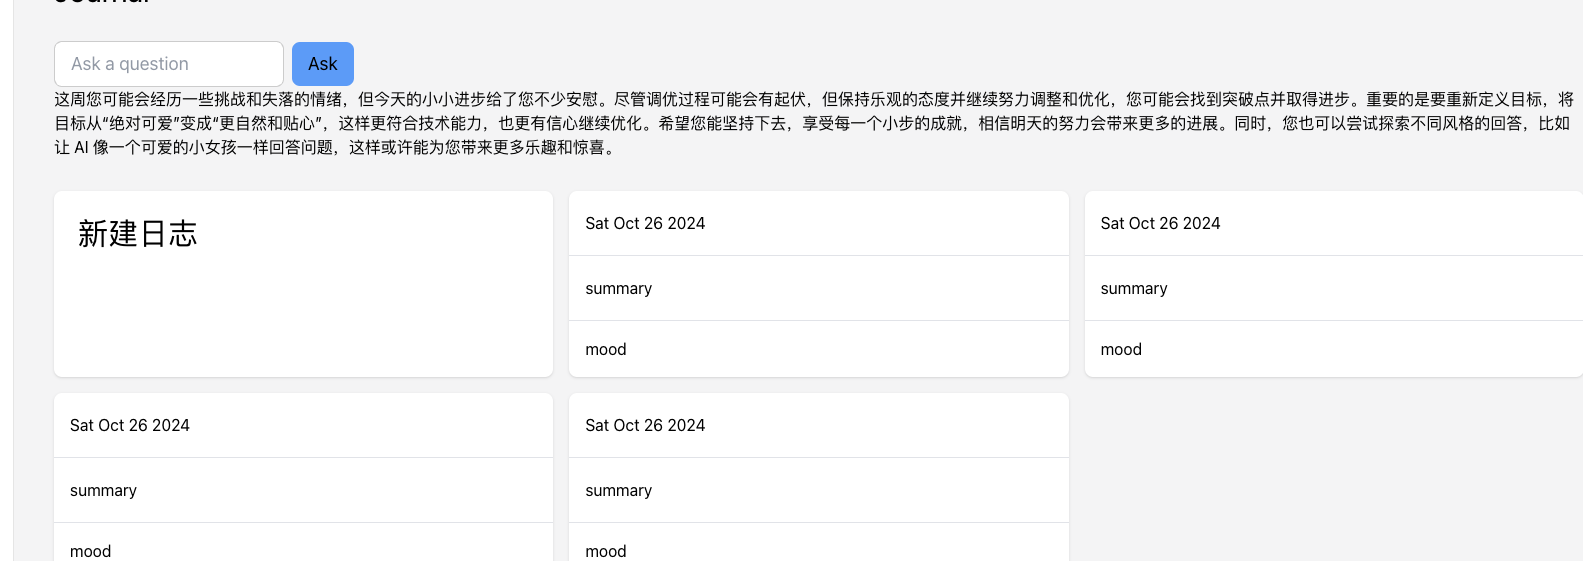 Journal
Ask a question
Ask
这周您可能会经历一些挑战和失落的情绪，但今天的小小进步给了您不少安慰。尽管调优过程可能会有起伏，但保持乐观的态度并继续努力调整和优化，您可能会找到突破点并取得进步。重要的是要重新定义目标，将
目标从“绝对可爱”变成“更自然和贴心”，这样更符合技术能力，也更有信心继续优化。希望您能坚持下去，享受每一个小步的成就，相信明天的努力会带来更多的进展。同时，您也可以尝试探索不同风格的回答，比如
让 AI 像一个可爱的小女孩一样回答问题，这样或许能为您带来更多乐趣和惊喜。
新建日志
Sat Oct 26 2024
summary
mood
Sat Oct 26 2024
summary
mood
Sat Oct 26 2024
summary
mood
Sat Oct 26 2024
summary
mood